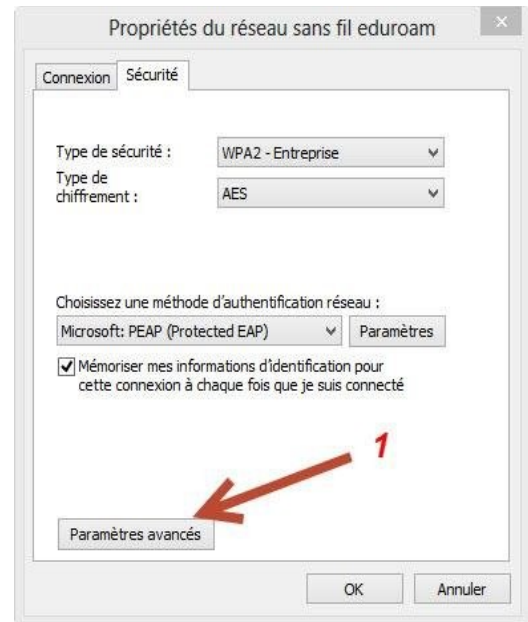 Propriétés du réseau sans fil eduroam
Connexion Sécurité
Type de sécurité : WPA2 - Entreprise
Type de
chiffrement : AES
Choisissez une méthode d'authentification réseau :
Microsoft: PEAP (Protected EAP) Paramètres
Mémoriser mes informations d'identification pour
cette connexion à chaque fois que je suis connecté
1
Paramètres avancés
OK Annuler